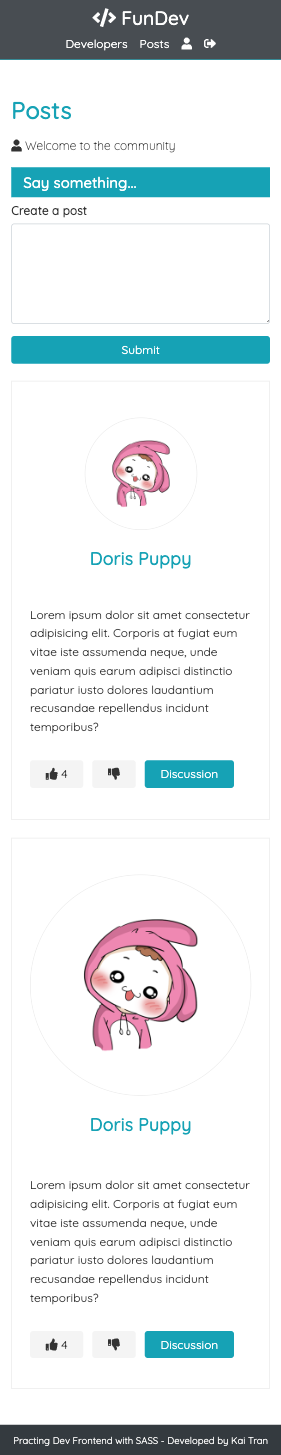 </> FunDev
Developers Posts
Posts
Welcome to the community
Say something...
Create a post
Submit
Doris Puppy
Lorem ipsum dolor sit amet consectetur
adipisicing elit. Corporis at fugiat eum
vitae iste assumenda neque, unde
veniam quis earum adipisci distinctio
pariatur iusto dolores laudantium
recusandae repellendus incidunt
temporibus?
4 Discussion
Doris Puppy
Lorem ipsum dolor sit amet consectetur
adipisicing elit. Corporis at fugiat eum
vitae iste assumenda neque, unde
veniam quis earum adipisci distinctio
pariatur iusto dolores laudantium
recusandae repellendus incidunt
temporibus?
4 Discussion
Practing Dev Frontend with SASS - Developed by Kai Tran